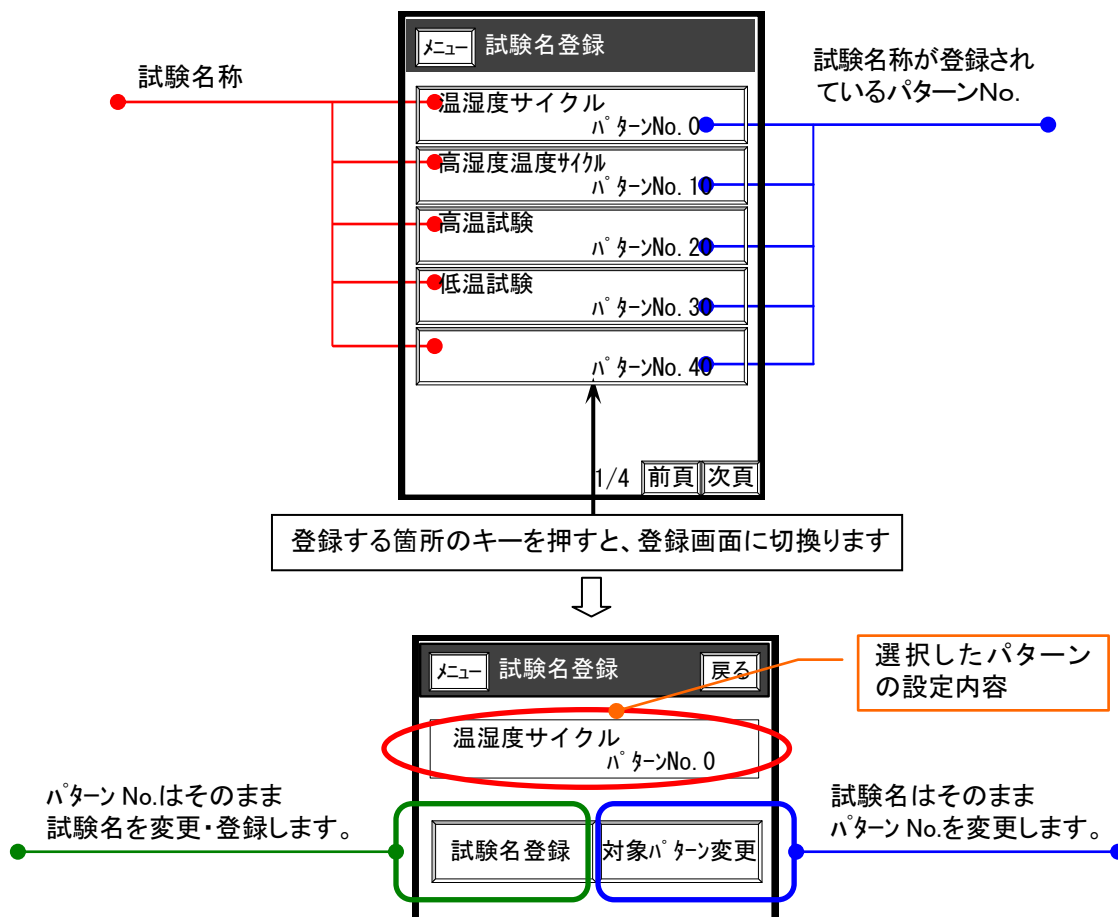 メニュー 試験名登録
試験名称
試験名称が登録され
ているパターンNo.
温湿度サイクル
ﾊﾟﾀｰﾝNo. 0
高湿度温度ｻｲｸﾙ
ﾊﾟﾀｰﾝNo. 10
高温試験
ﾊﾟﾀｰﾝNo. 20
低温試験
ﾊﾟﾀｰﾝNo. 30
ﾊﾟﾀｰﾝNo. 40
1/4 前頁 次頁
登録する箇所のキーを押すと、登録画面に切換ります
メニュー 試験名登録 戻る
選択したパターン
の設定内容
温湿度サイクル
ﾊﾟﾀｰﾝNo. 0
ﾊﾟﾀｰﾝ No.はそのまま
試験名を変更・登録します。
試験名はそのまま
ﾊﾟﾀｰﾝ No.を変更します。
試験名登録 対象ﾊﾟﾀｰﾝ変更